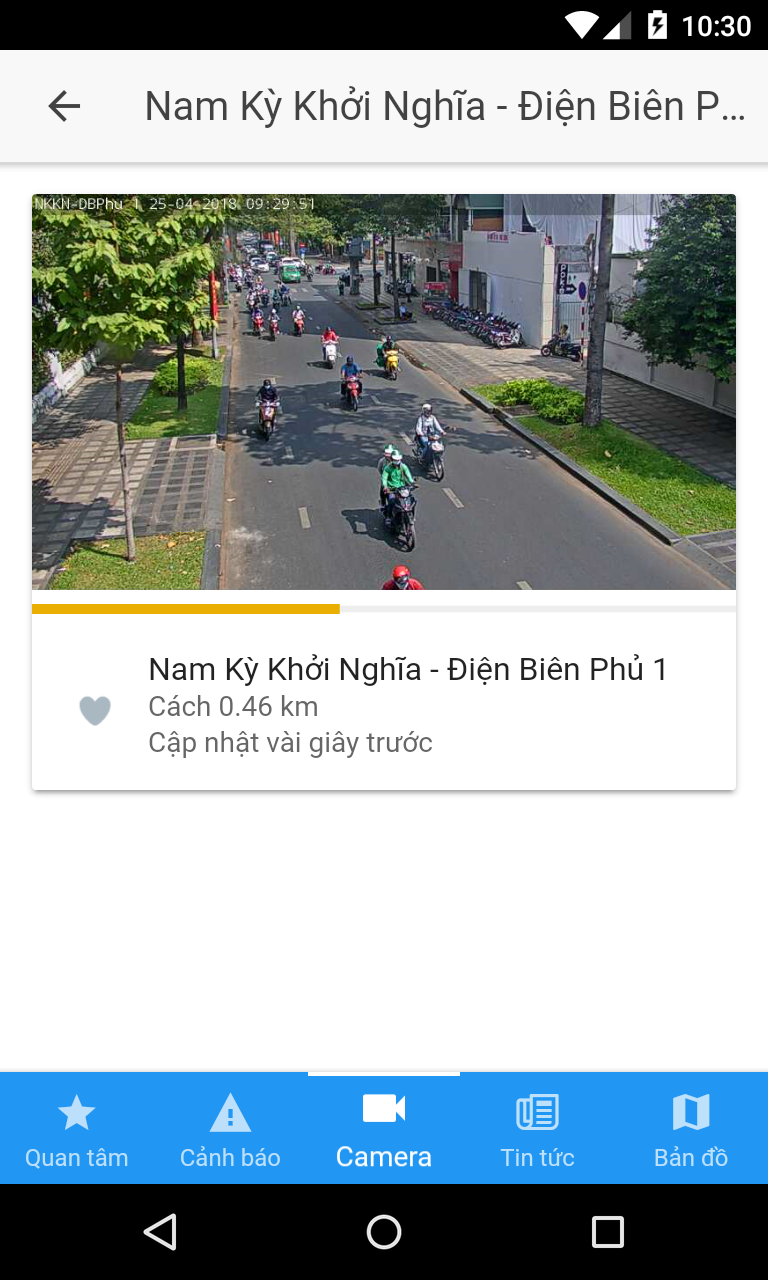 10:30
Nam Kỳ Khởi Nghĩa - Điện Biên P...
NKKN-DBPhu 1 25-04-2018 09:29:51
Nam Kỳ Khởi Nghĩa - Điện Biên Phủ 1
Cách 0.46 km
Cập nhật vài giây trước
Quan tâm
Cảnh báo
Camera
Tin tức
Bản đồ